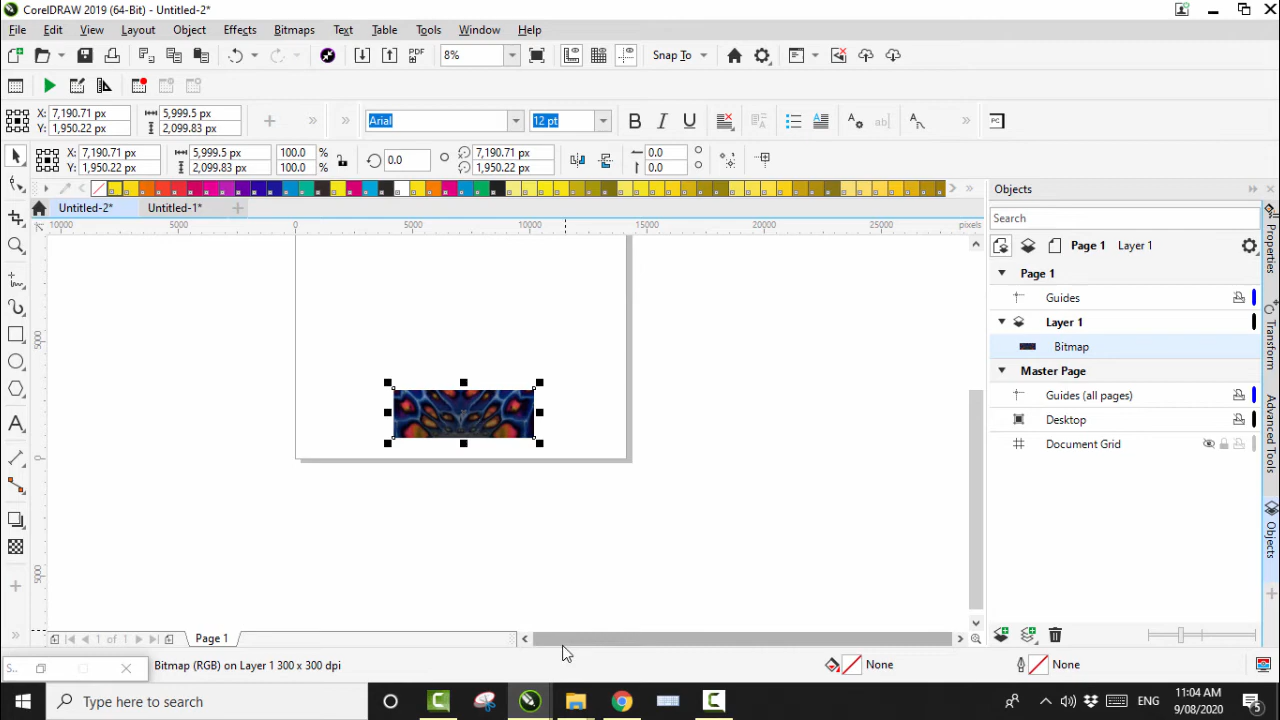 CorelDRAW 2019 (64-Bit) - Untitled-2*
File Edit View Layout Object Effects Bitmaps Text Table Tools Window Help
PDF 8% Snap To
X: 7,190.71 px 5,999.5 px Arial 12 pt
Y: 1,950.22 px 2,099.83 px
X: 7,190.71 px 5,999.5 px 100.0 % 0.0 7,190.71 px 0.0
Y: 1,950.22 px 2,099.83 px 100.0 % 1,950.22 px 0.0
Untitled-2* Untitled-1*
10000 5000 0 5000 10000 15000 20000 25000 pixels
5000
0
5000
Objects
Search
Page 1 Layer 1
Page 1
Guides
Layer 1
Bitmap
Master Page
Guides (all pages)
Desktop
Document Grid
Properties
Transform
Advanced Tools
Objects
1 of 1 Page 1
S.. Bitmap (RGB) on Layer 1 300 x 300 dpi None None
Type here to search ENG 11:04 AM
9/08/2020 5